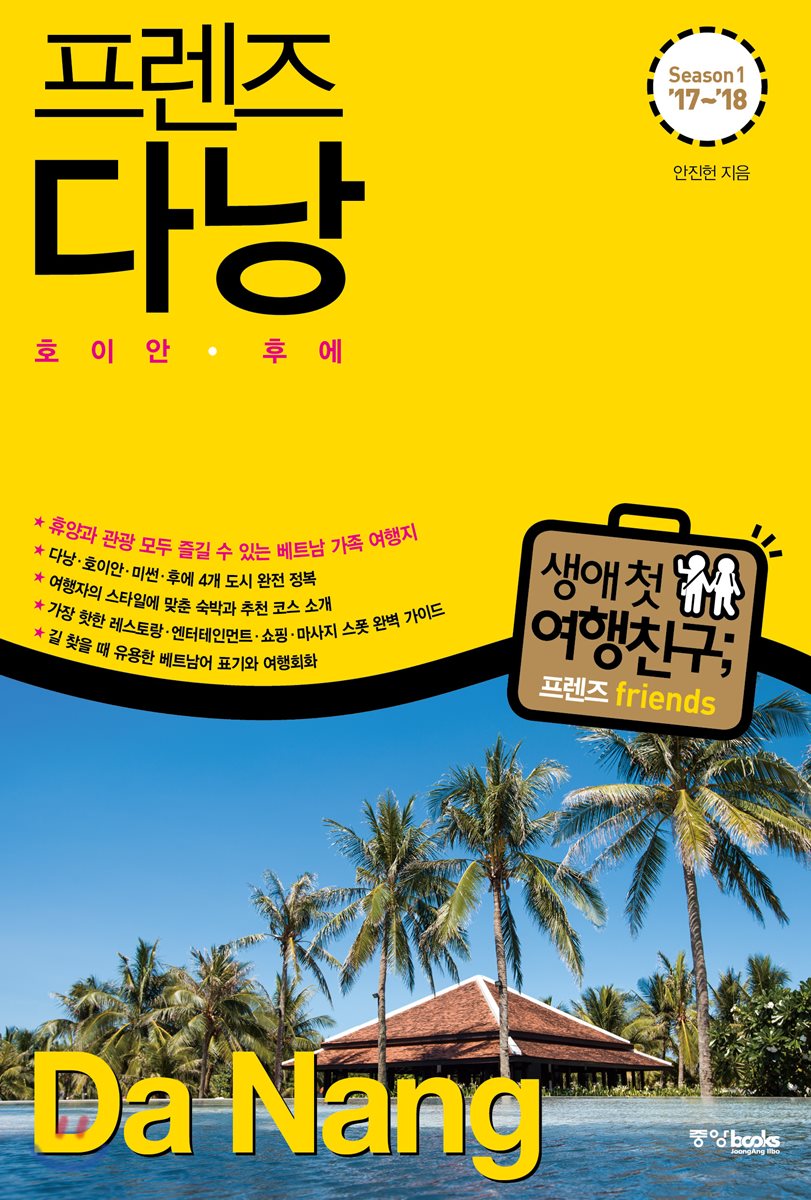 프렌즈
다낭
호이안 · 후에
Season 1
'17~'18
안진헌 지음
★ 휴양과 관광 모두 즐길 수 있는 베트남 가족 여행지
★ 다낭·호이안·미썬·후에 4개 도시 완전 정복
★ 여행자의 스타일에 맞춘 숙박과 추천 코스 소개
★ 가장 핫한 레스토랑·엔터테인먼트·쇼핑·마사지 스폿 완벽 가이드
★ 길 찾을 때 유용한 베트남어 표기와 여행회화
생애 첫
여행친구;
프렌즈 friends
Da Nang
중앙books
JoongAng Ilbo